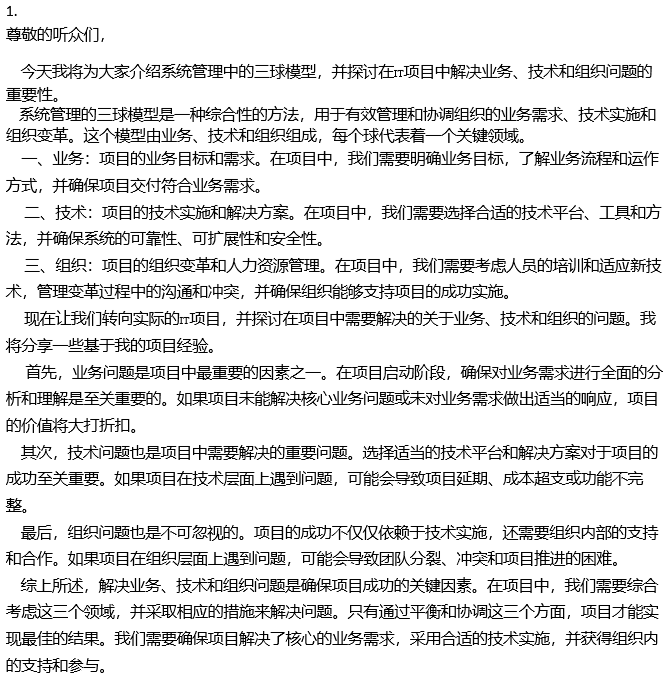 1.
尊敬的听众们，
今天我将为大家介绍系统管理中的三球模型，并探讨在IT项目中解决业务、技术和组织问题的
重要性。
系统管理的三球模型是一种综合性的方法，用于有效管理和协调组织的业务需求、技术实施和
组织变革。这个模型由业务、技术和组织组成，每个球代表着一个关键领域。
一、业务：项目的业务目标和需求。在项目中，我们需要明确业务目标，了解业务流程和运作
方式，并确保项目交付符合业务需求。
二、技术：项目的技术实施和解决方案。在项目中，我们需要选择合适的技术平台、工具和方
法，并确保系统的可靠性、可扩展性和安全性。
三、组织：项目的组织变革和人力资源管理。在项目中，我们需要考虑人员的培训和适应新技
术，管理变革过程中的沟通和冲突，并确保组织能够支持项目的成功实施。
现在让我们转向实际的IT项目，并探讨在项目中需要解决的关于业务、技术和组织的问题。我
将分享一些基于我的项目经验。
首先，业务问题是项目中最重要的因素之一。在项目启动阶段，确保对业务需求进行全面的分
析和理解是至关重要的。如果项目未能解决核心业务问题或未对业务需求做出适当的响应，项目
的价值将大打折扣。
其次，技术问题也是项目中需要解决的重要问题。选择适当的技术平台和解决方案对于项目的
成功至关重要。如果项目在技术层面上遇到问题，可能会导致项目延期、成本超支或功能不完
整。
最后，组织问题也是不可忽视的。项目的成功不仅仅依赖于技术实施，还需要组织内部的支持
和合作。如果项目在组织层面上遇到问题，可能会导致团队分裂、冲突和项目推进的困难。
综上所述，解决业务、技术和组织问题是确保项目成功的关键因素。在项目中，我们需要综合
考虑这三个领域，并采取相应的措施来解决问题。只有通过平衡和协调这三个方面，项目才能实
现最佳的结果。我们需要确保项目解决了核心的业务需求，采用合适的技术实施，并获得组织内
的支持和参与。